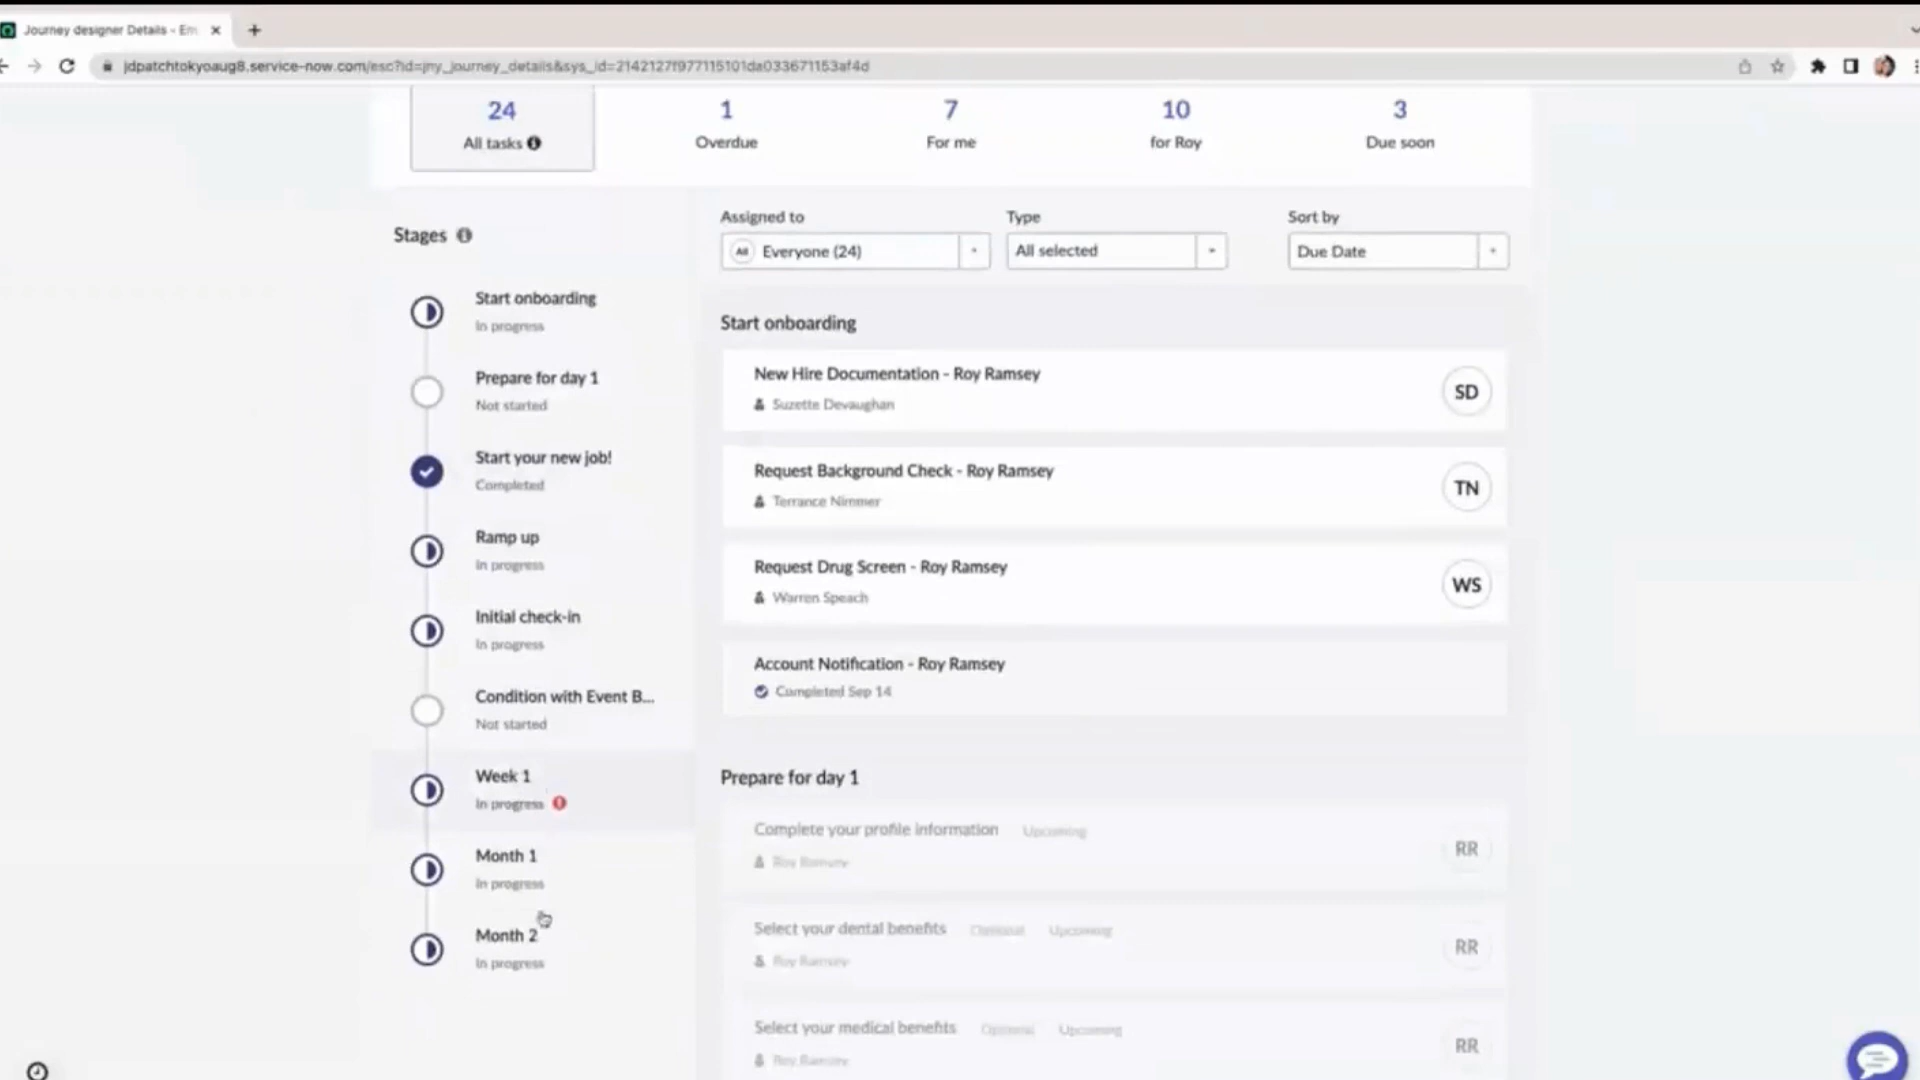 Journey designer Details - Em
jdpatchtokyoaug8.service-now.com/esc?id=jny_journey_details&sys_id=2142127f977115101da033671153af4d
24
All tasks
1
Overdue
7
For me
10
for Roy
3
Due soon
Stages
Assigned to
Type
Sort by
All Everyone (24)
All selected
Due Date
Start onboarding
In progress
Prepare for day 1
Not started
Start your new job!
Completed
Ramp up
In progress
Initial check-in
In progress
Condition with Event B...
Not started
Week 1
In progress
Month 1
In progress
Month 2
In progress
Start onboarding
New Hire Documentation - Roy Ramsey
Suzette Devaughan
SD
Request Background Check - Roy Ramsey
Terrance Nimmer
TN
Request Drug Screen - Roy Ramsey
Warren Speach
WS
Account Notification - Roy Ramsey
Completed Sep 14
Prepare for day 1
Complete your profile information Upcoming
Roy Ramsey
RR
Select your dental benefits Optional Upcoming
Roy Ramsey
RR
Select your medical benefits Optional Upcoming
Roy Ramsey
RR